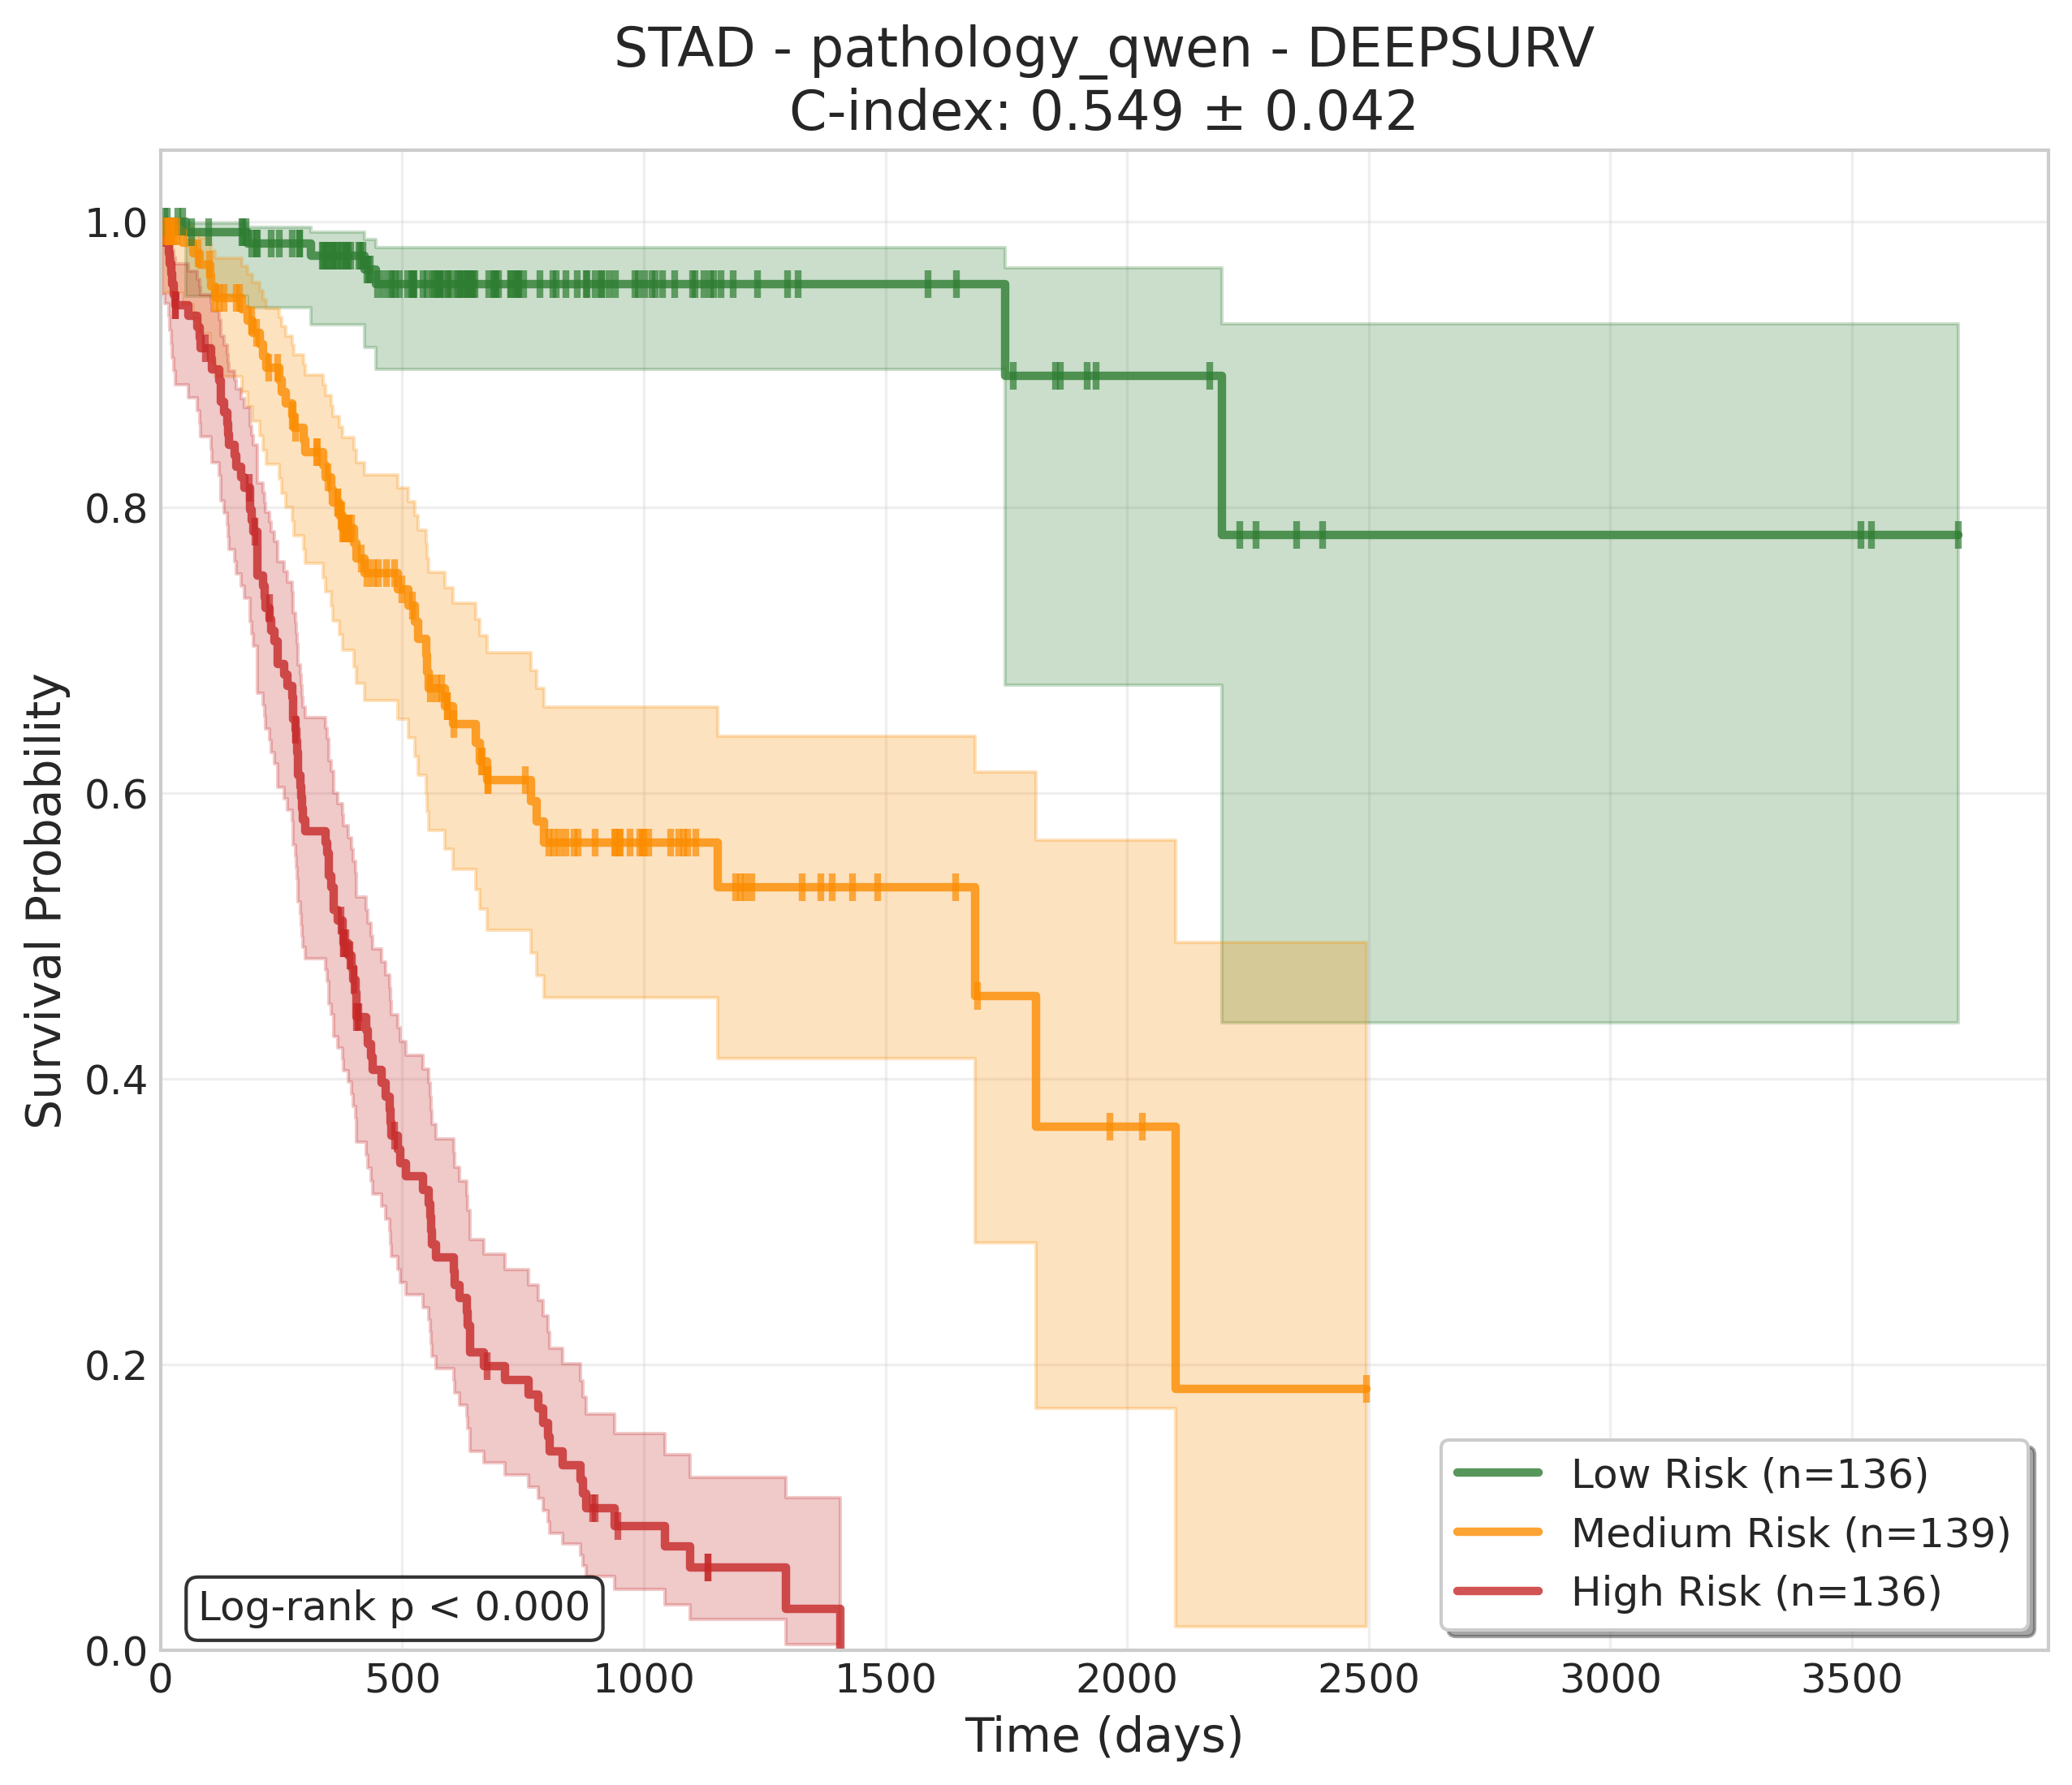 STAD - pathology_qwen - DEEPSURV
C-index: 0.549 ± 0.042
Survival Probability
1.0
0.8
0.6
0.4
0.2
0.0
Log-rank p < 0.000
Low Risk (n=136)
Medium Risk (n=139)
High Risk (n=136)
0 500 1000 1500 2000 2500 3000 3500
Time (days)